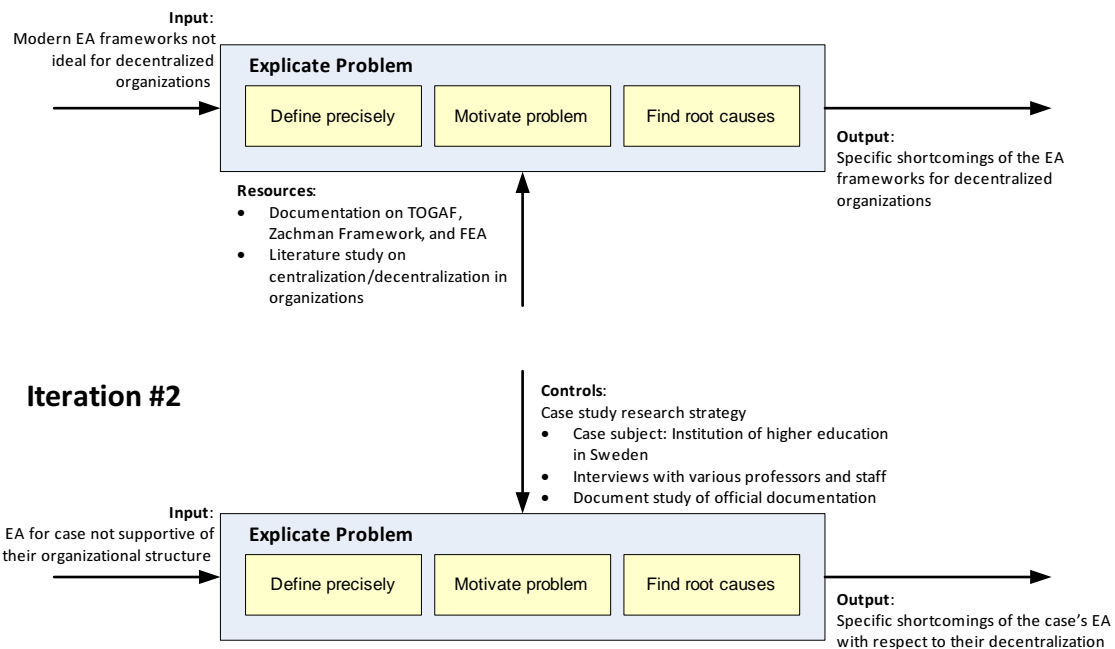 Input:
Modern EA frameworks not
ideal for decentralized
organizations
Explicate Problem
Define precisely
Motivate problem
Find root causes
Output:
Specific shortcomings of the EA
frameworks for decentralized
organizations
Resources:
• Documentation on TOGAF,
Zachman Framework, and FEA
• Literature study on
centralization/decentralization in
organizations
Iteration #2
Controls:
Case study research strategy
• Case subject: Institution of higher education
in Sweden
• Interviews with various professors and staff
• Document study of official documentation
Input:
EA for case not supportive of
their organizational structure
Explicate Problem
Define precisely
Motivate problem
Find root causes
Output:
Specific shortcomings of the case's EA
with respect to their decentralization